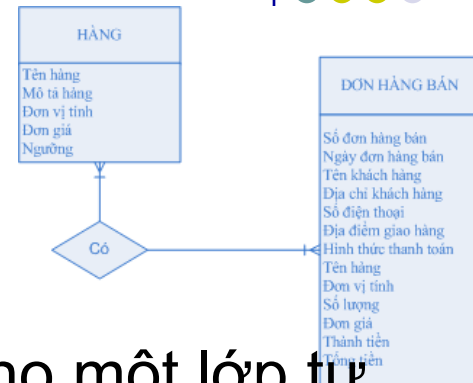 HÀNG
Tên hàng
Mô tả hàng
Đơn vị tính
Đơn giá
Ngưỡng
Có
ĐƠN HÀNG BÁN
Số đơn hàng bán
Ngày đơn hàng bán
Tên khách hàng
Địa chỉ khách hàng
Số điện thoại
Địa điểm giao hàng
Hình thức thanh toán
Tên hàng
Đơn vị tính
Số lượng
Đơn giá
Thành tiền
Tổng tiền
một lớp tự